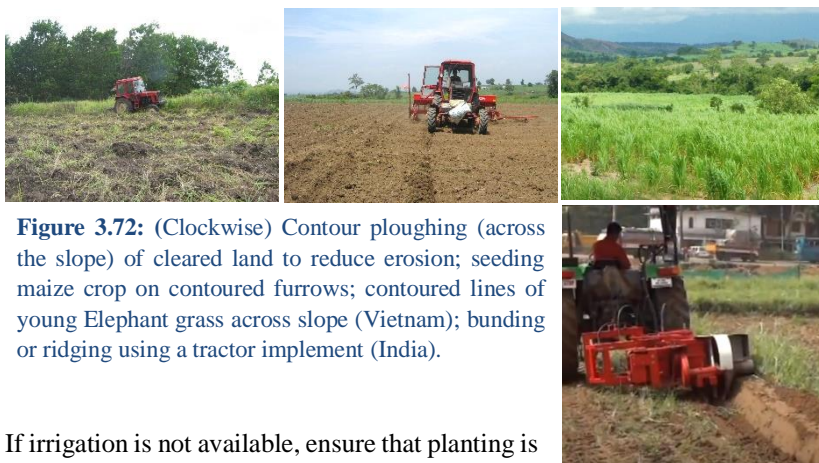 Figure 3.72: (Clockwise) Contour ploughing (across
the slope) of cleared land to reduce erosion; seeding
maize crop on contoured furrows; contoured lines of
young Elephant grass across slope (Vietnam); bunding
or ridging using a tractor implement (India).
If irrigation is not available, ensure that planting is